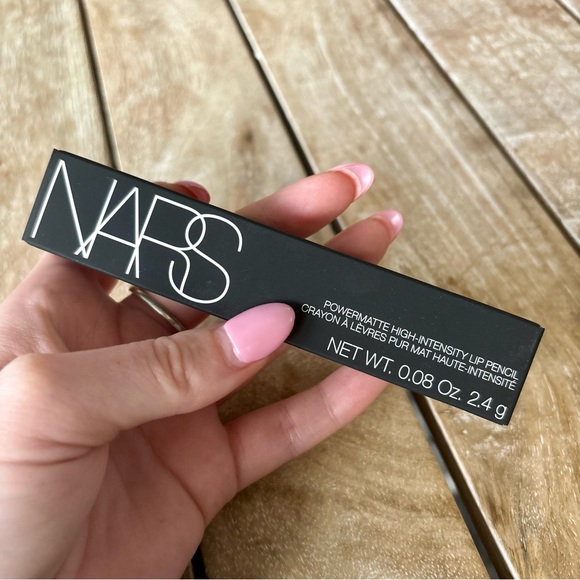 NARS
POWERMATTE HIGH-INTENSITY LIP PENCIL
CRAYON À LÈVRES PUR MAT HAUTE-INTENSITÉ
NET WT. 0.08 Oz. 2.4 g